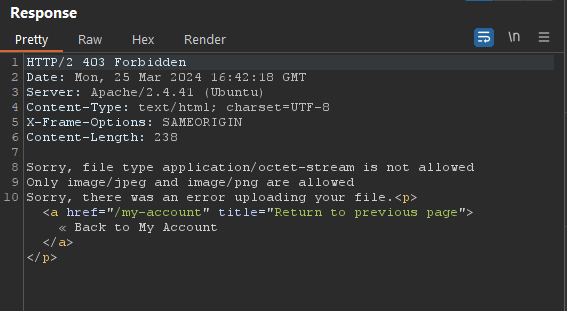 Response
Pretty Raw Hex Render \n
1 HTTP/2 403 Forbidden
2 Date: Mon, 25 Mar 2024 16:42:18 GMT
3 Server: Apache/2.4.41 (Ubuntu)
4 Content-Type: text/html; charset=UTF-8
5 X-Frame-Options: SAMEORIGIN
6 Content-Length: 238
7
8 Sorry, file type application/octet-stream is not allowed
9 Only image/jpeg and image/png are allowed
10 Sorry, there was an error uploading your file.<p>
<a href="/my-account" title="Return to previous page">
« Back to My Account
</a>
</p>